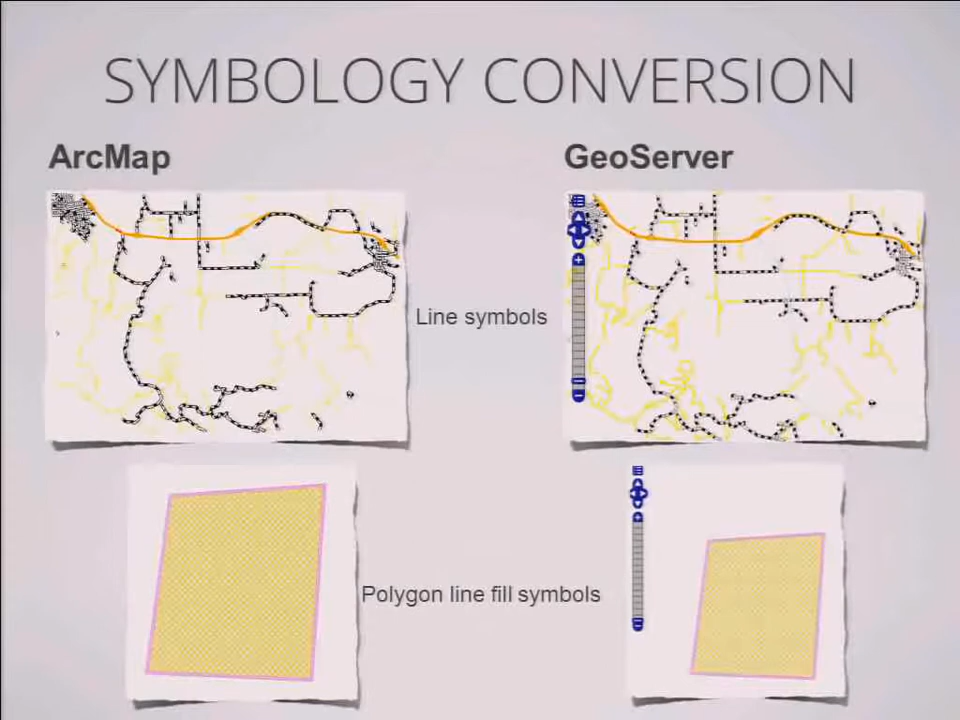 SYMBOLOGY CONVERSION
ArcMap
GeoServer
Line symbols
Polygon line fill symbols